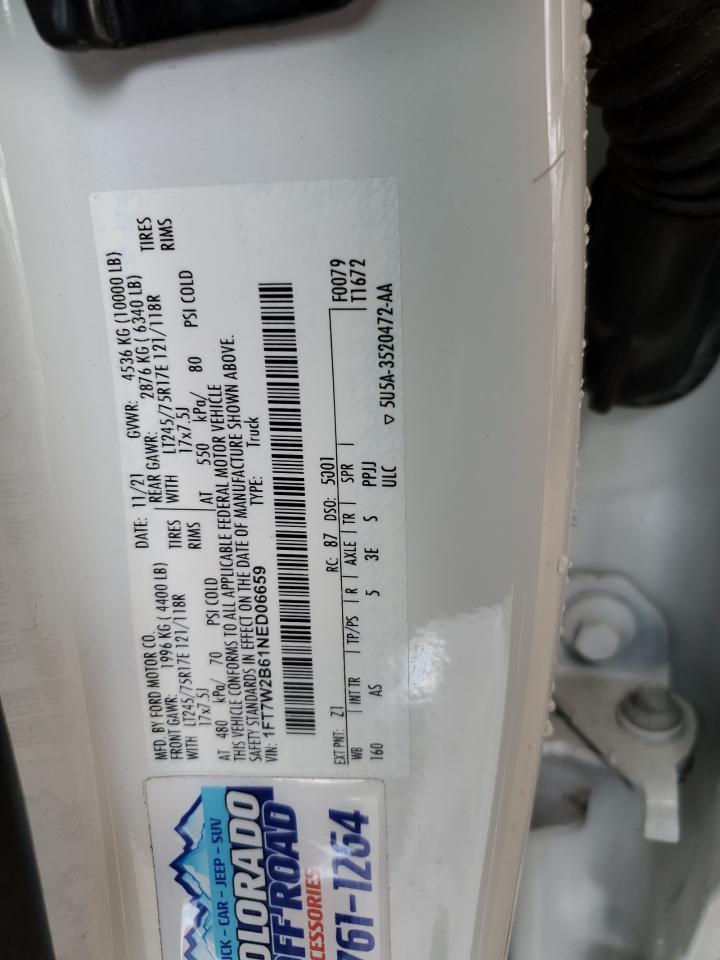 MFD. BY FORD MOTOR CO.
DATE: 11/21 GVWR: 4536 KG (10000 LB)
FRONT GAWR: 1996 KG ( 4400 LB)
REAR GAWR: 2876 KG ( 6340 LB)
WITH LT245/75R17E 121/118R TIRES
WITH LT245/75R17E 121/118R TIRES
17x7.5J RIMS
17x7.5J RIMS
AT 480 kPa/ 70 PSI COLD
AT 550 kPa/ 80 PSI COLD
THIS VEHICLE CONFORMS TO ALL APPLICABLE FEDERAL MOTOR VEHICLE
SAFETY STANDARDS IN EFFECT ON THE DATE OF MANUFACTURE SHOWN ABOVE.
VIN: 1FT7W2B61NED06659 TYPE: Truck
EXT PNT: Z1 RC: 87 DSO: 5001 F0079
WB INT TR TP/PS R AXLE TR SPR T1672
160 AS 5 3E S PPJJ
ULC ▽ 5U5A-3520472-AA
CK - CAR - JEEP - SUV
OLORADO
OFF ROAD
CCESSORIES
761-1264